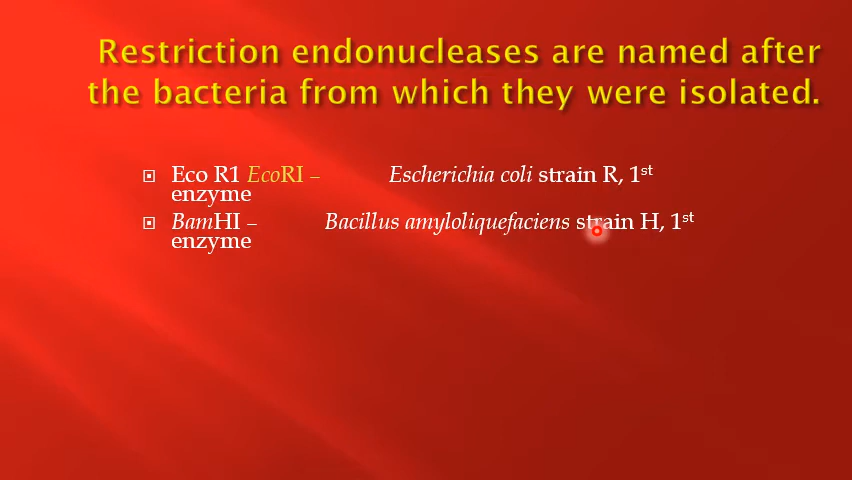 Restriction endonucleases are named after
the bacteria from which they were isolated.
Eco R1 EcoRI – Escherichia coli strain R, 1st
enzyme
BamHI – Bacillus amyloliquefaciens strain H, 1st
enzyme